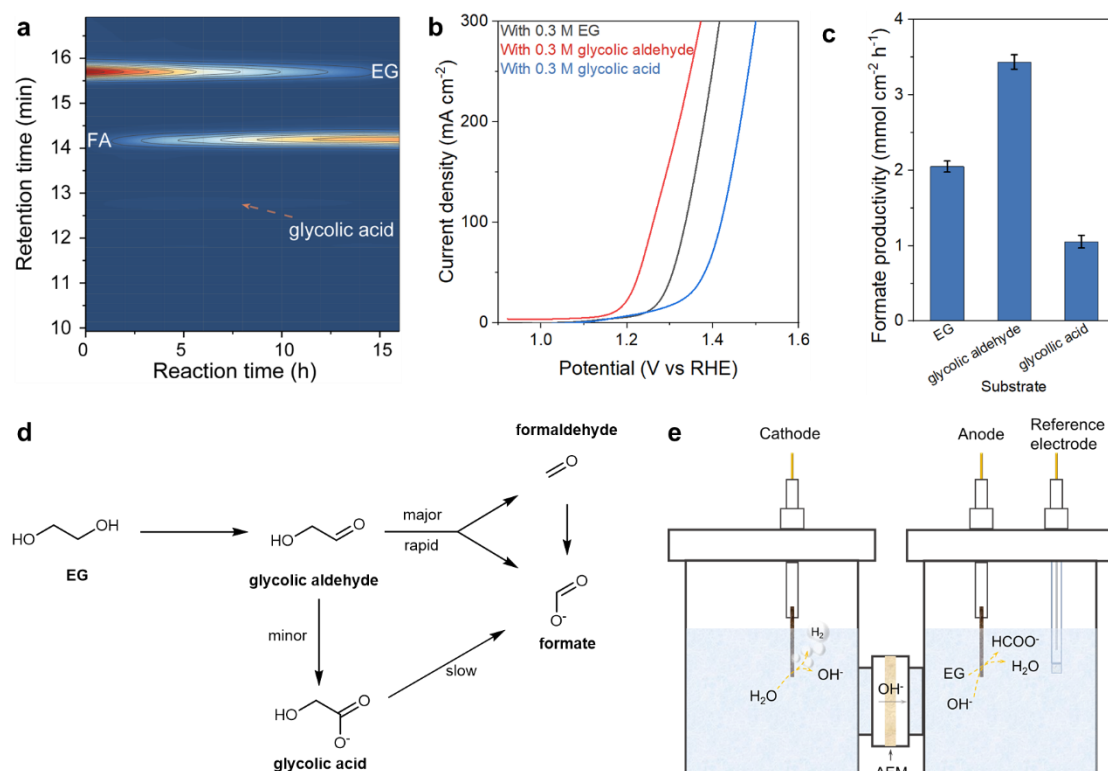 a
Retention time (min)
16
15
14
13
12
11
10
EG
FA
glycolic acid
0
5
10
15
Reaction time (h)
b
Current density (mA cm-2)
300
200
100
0
With 0.3 M EG
With 0.3 M glycolic aldehyde
With 0.3 M glycolic acid
1.0
1.2
1.4
1.6
Potential (V vs RHE)
c
Formate productivity (mmol cm-2 h-1)
4
3
2
1
0
EG
glycolic aldehyde
glycollic acid
Substrate
d
HO
OH
EG
HO
O
glycolic aldehyde
major
rapid
formaldehyde
O
O
O-
formate
minor
slow
HO
O
O-
glycolic acid
e
Cathode
Anode
Reference
electrode
H2
OH-
H2O
OH-
HCOO-
H2O
EG
OH-
AEM